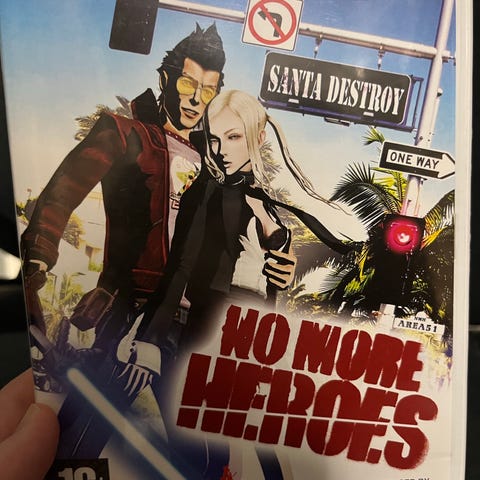 SANTA DESTROY
ONE WAY
AREA51
NO MORE
HEROES